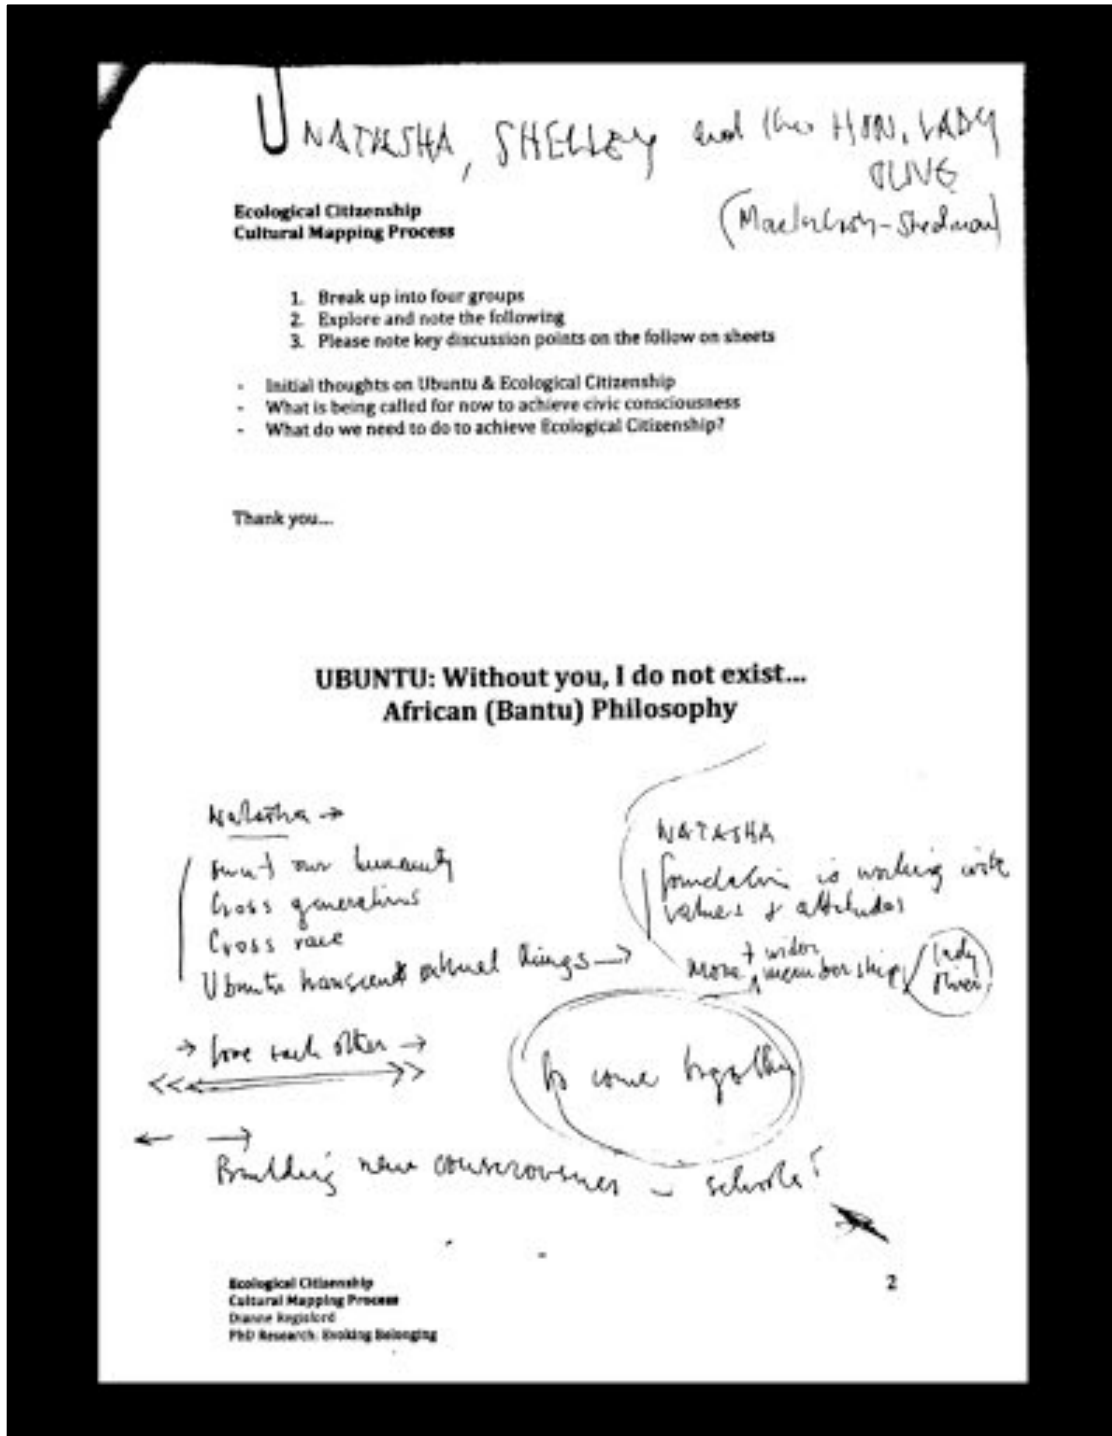 NATASHA, SHELLEY and the HON. LADY
OLIVE
Ecological Citizenship
Cultural Mapping Process
1. Break up into four groups
2. Explore and note the following
3. Please note key discussion points on the follow on sheets
- Initial thoughts on Ubuntu & Ecological Citizenship
- What is being called for now to achieve civic consciousness
- What do we need to do to achieve Ecological Citizenship?
Thank you...
UBUNTU: Without you, I do not exist...
African (Bantu) Philosophy
Natasha →
our humanity
Cross generations
Cross race
Ubuntu transcends things →
→ love each other →
NATASHA
foundation is working with
values & attitudes
more + wider membership
Lady Olive
to come together
Building new consciousness – schools?
Ecological Citizenship
Cultural Mapping Process
Dianne Regisford
PhD Research: Evoking Belonging
2